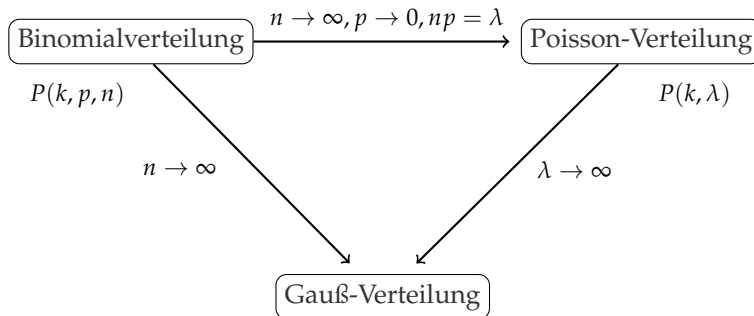 n → ∞, p → 0, np = λ
Binomialverteilung
Poisson-Verteilung
P(k, p, n)
P(k, λ)
n → ∞
λ → ∞
Gauß-Verteilung